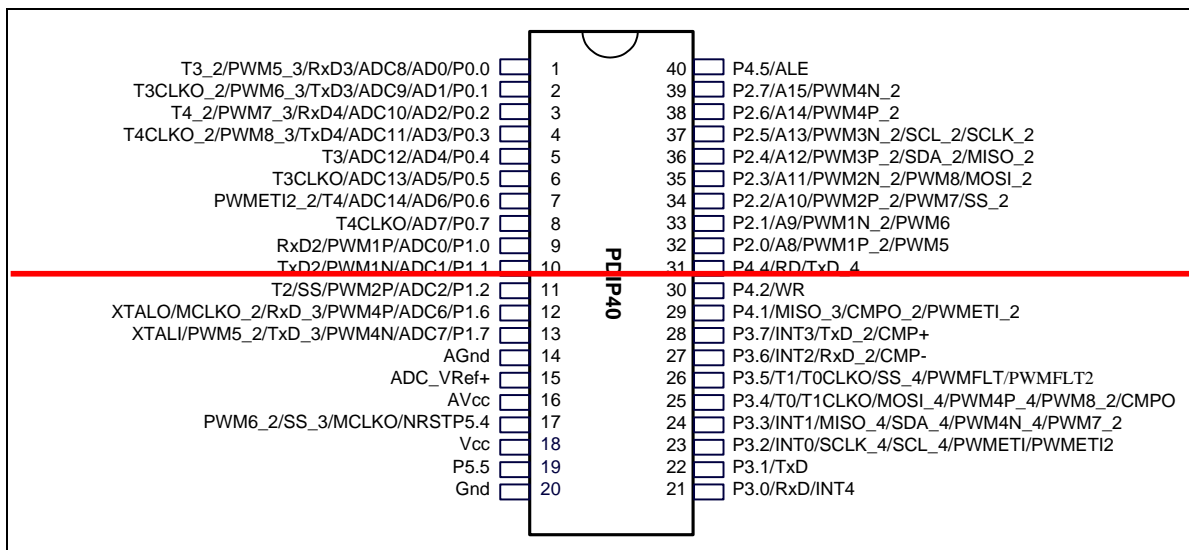 T3_2/PWM5_3/RxD3/ADC8/AD0/P0.0 1 40 P4.5/ALE
T3CLKO_2/PWM6_3/TxD3/ADC9/AD1/P0.1 2 39 P2.7/A15/PWM4N_2
T4_2/PWM7_3/RxD4/ADC10/AD2/P0.2 3 38 P2.6/A14/PWM4P_2
T4CLKO_2/PWM8_3/TxD4/ADC11/AD3/P0.3 4 37 P2.5/A13/PWM3N_2/SCL_2/SCLK_2
T3/ADC12/AD4/P0.4 5 36 P2.4/A12/PWM3P_2/SDA_2/MISO_2
T3CLKO/ADC13/AD5/P0.5 6 35 P2.3/A11/PWM2N_2/PWM8/MOSI_2
PWMETI2_2/T4/ADC14/AD6/P0.6 7 34 P2.2/A10/PWM2P_2/PWM7/SS_2
T4CLKO/AD7/P0.7 8 33 P2.1/A9/PWM1N_2/PWM6
RxD2/PWM1P/ADC0/P1.0 9 32 P2.0/A8/PWM1P_2/PWM5
TxD2/PWM1N/ADC1/P1.1 10 31 P4.4/RD/TxD_4
PDIP40
T2/SS/PWM2P/ADC2/P1.2 11 30 P4.2/WR
XTALO/MCLKO_2/RxD_3/PWM4P/ADC6/P1.6 12 29 P4.1/MISO_3/CMPO_2/PWMETI_2
XTALI/PWM5_2/TxD_3/PWM4N/ADC7/P1.7 13 28 P3.7/INT3/TxD_2/CMP+
AGnd 14 27 P3.6/INT2/RxD_2/CMP-
ADC_VRef+ 15 26 P3.5/T1/T0CLKO/SS_4/PWMFLT/PWMFLT2
AVcc 16 25 P3.4/T0/T1CLKO/MOSI_4/PWM4P_4/PWM8_2/CMPO
PWM6_2/SS_3/MCLKO/NRSTP5.4 17 24 P3.3/INT1/MISO_4/SDA_4/PWM4N_4/PWM7_2
Vcc 18 23 P3.2/INT0/SCLK_4/SCL_4/PWMETI/PWMETI2
P5.5 19 22 P3.1/TxD
Gnd 20 21 P3.0/RxD/INT4